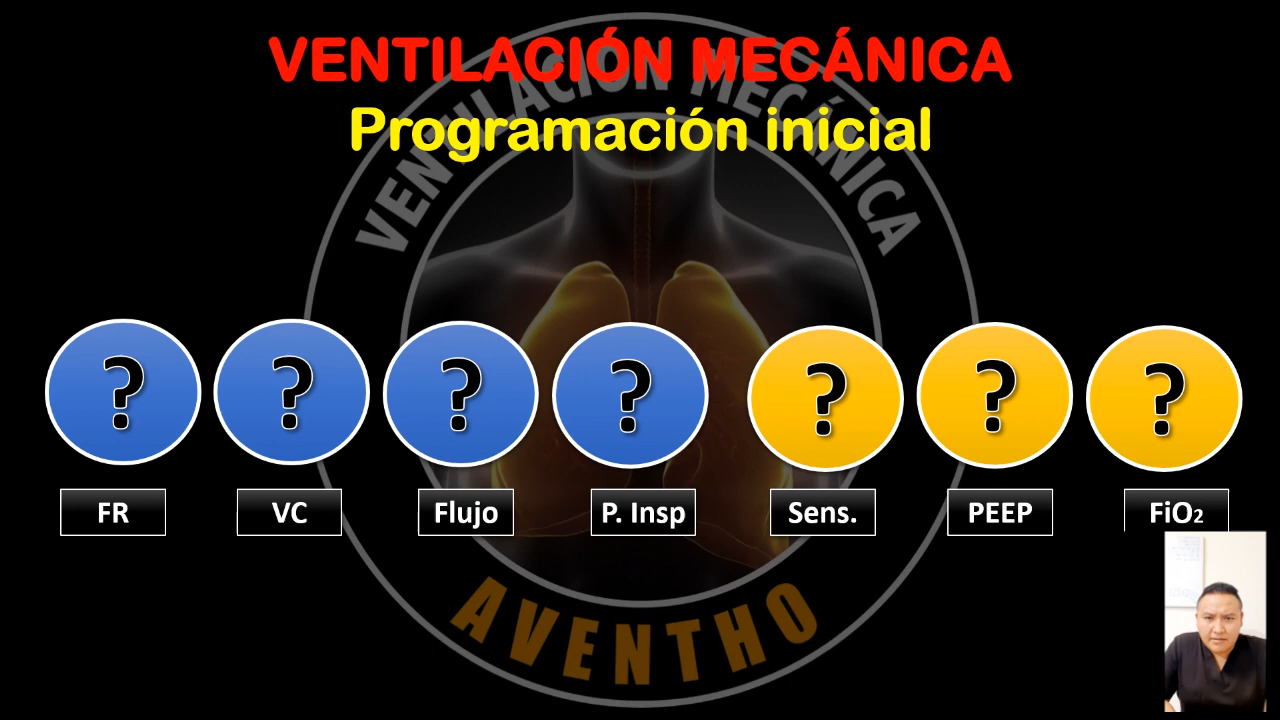 VENTILACIÓN MECÁNICA
Programación inicial
VENTILACIÓN MECÁNICA
? ? ? ? ? ? ?
FR VC Flujo P. Insp Sens. PEEP FiO₂
AVENTHO